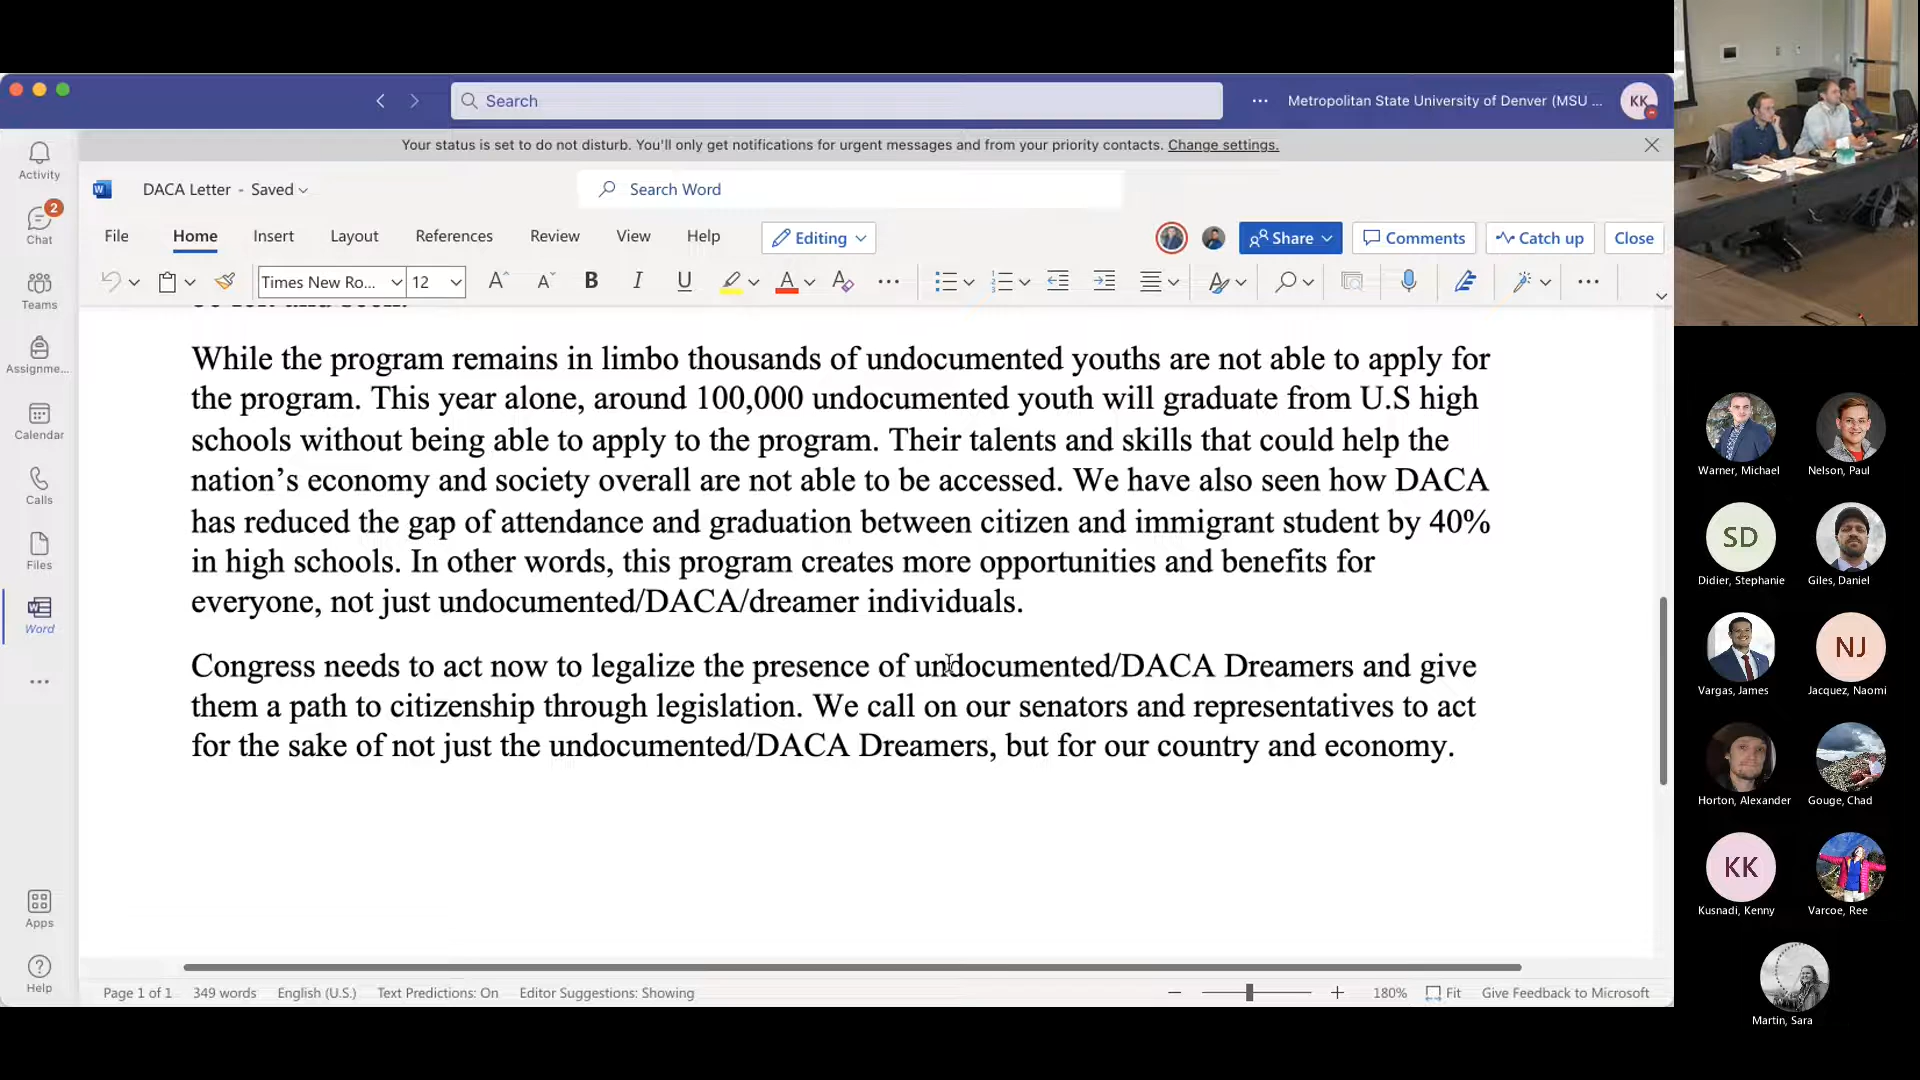 Search
Metropolitan State University of Denver (MSU ...
KK
Your status is set to do not disturb. You'll only get notifications for urgent messages and from your priority contacts. Change settings.
Activity
2
Chat
Teams
Assignme...
Calendar
Calls
Files
Word
Apps
Help
DACA Letter - Saved
Search Word
File
Home
Insert
Layout
References
Review
View
Help
Editing
Share
Comments
Catch up
Close
Times New Ro...
12
While the program remains in limbo thousands of undocumented youths are not able to apply for
the program. This year alone, around 100,000 undocumented youth will graduate from U.S high
schools without being able to apply to the program. Their talents and skills that could help the
nation’s economy and society overall are not able to be accessed. We have also seen how DACA
has reduced the gap of attendance and graduation between citizen and immigrant student by 40%
in high schools. In other words, this program creates more opportunities and benefits for
everyone, not just undocumented/DACA/dreamer individuals.
Congress needs to act now to legalize the presence of undocumented/DACA Dreamers and give
them a path to citizenship through legislation. We call on our senators and representatives to act
for the sake of not just the undocumented/DACA Dreamers, but for our country and economy.
Page 1 of 1
349 words
English (U.S.)
Text Predictions: On
Editor Suggestions: Showing
180%
Fit
Give Feedback to Microsoft
Warner, Michael
Nelson, Paul
SD
Didier, Stephanie
Giles, Daniel
Vargas, James
NJ
Jacquez, Naomi
Horton, Alexander
Gouge, Chad
KK
Kusnadi, Kenny
Varcoe, Ree
Martin, Sara